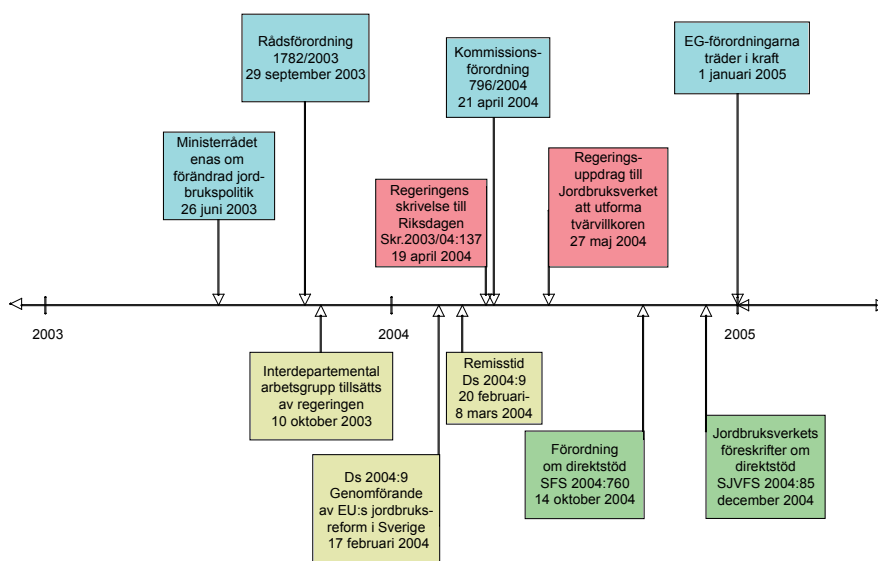 Rådsförordning
1782/2003
29 september 2003
Kommissions-
förordning
796/2004
21 april 2004
EG-förordningarna
träder i kraft
1 januari 2005
Ministerrådet
enas om
förändrad jord-
brukspolitik
26 juni 2003
Regeringens
skrivelse till
Riksdagen
Skr.2003/04:137
19 april 2004
Regerings-
uppdrag till
Jordbruksverket
att utforma
tvärvillkoren
27 maj 2004
2003
2004
2005
Interdepartemental
arbetsgrupp tillsätts
av regeringen
10 oktober 2003
Remisstid
Ds 2004:9
20 februari-
8 mars 2004
Ds 2004:9
Genomförande
av EU:s jordbruks-
reform i Sverige
17 februari 2004
Förordning
om direktstöd
SFS 2004:760
14 oktober 2004
Jordbruksverkets
föreskrifter om
direktstöd
SJVFS 2004:85
december 2004